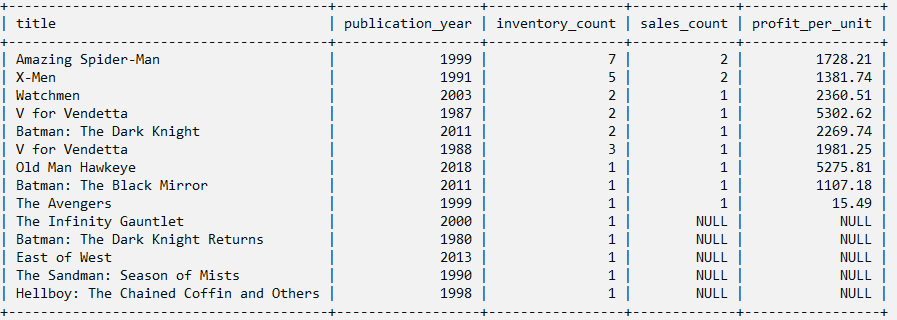 +----------------------------------------+------------------+-----------------+-------------+-----------------+
| title                                  | publication_year | inventory_count | sales_count | profit_per_unit |
+----------------------------------------+------------------+-----------------+-------------+-----------------+
| Amazing Spider-Man                     |             1999 |               7 |           2 |         1728.21 |
| X-Men                                  |             1991 |               5 |           2 |         1381.74 |
| Watchmen                               |             2003 |               2 |           1 |         2360.51 |
| V for Vendetta                         |             1987 |               2 |           1 |         5302.62 |
| Batman: The Dark Knight                |             2011 |               2 |           1 |         2269.74 |
| V for Vendetta                         |             1988 |               3 |           1 |         1981.25 |
| Old Man Hawkeye                        |             2018 |               1 |           1 |         5275.81 |
| Batman: The Black Mirror               |             2011 |               1 |           1 |         1107.18 |
| The Avengers                           |             1999 |               1 |           1 |           15.49 |
| The Infinity Gauntlet                  |             2000 |               1 |        NULL |            NULL |
| Batman: The Dark Knight Returns        |             1980 |               1 |        NULL |            NULL |
| East of West                           |             2013 |               1 |        NULL |            NULL |
| The Sandman: Season of Mists           |             1990 |               1 |        NULL |            NULL |
| Hellboy: The Chained Coffin and Others |             1998 |               1 |        NULL |            NULL |
+----------------------------------------+------------------+-----------------+-------------+-----------------+